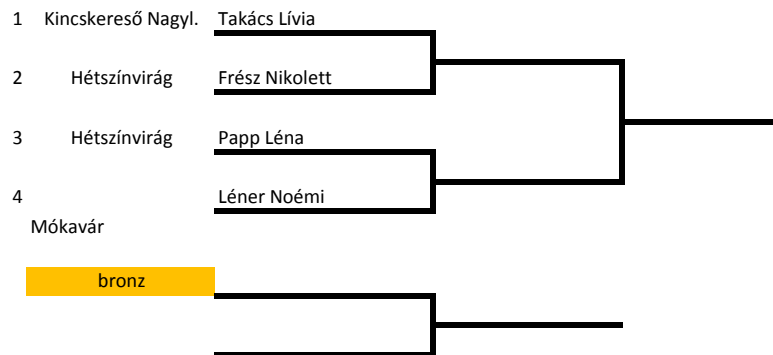 1 Kincskereső Nagyl. Takács Lívia
2 Hétszínvirág Frész Nikolett
3 Hétszínvirág Papp Léna
4 Léner Noémi
Mókavár
bronz